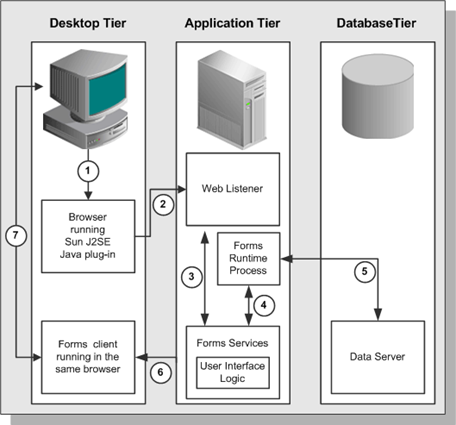 Desktop Tier
Application Tier
DatabaseTier
1
2
Web Listener
Browser
running
Sun J2SE
Java plug-in
7
3
Forms
Runtime
Process
5
4
Forms client
running in the
same browser
6
Forms Services
User Interface
Logic
Data Server